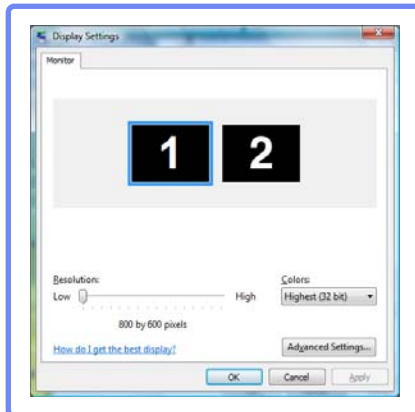 Display Settings
Monitor
1 2
Resolution:
Colors:
Low High
Highest (32 bit)
800 by 600 pixels
How do I get the best display?
Advanced Settings...
OK Cancel Apply